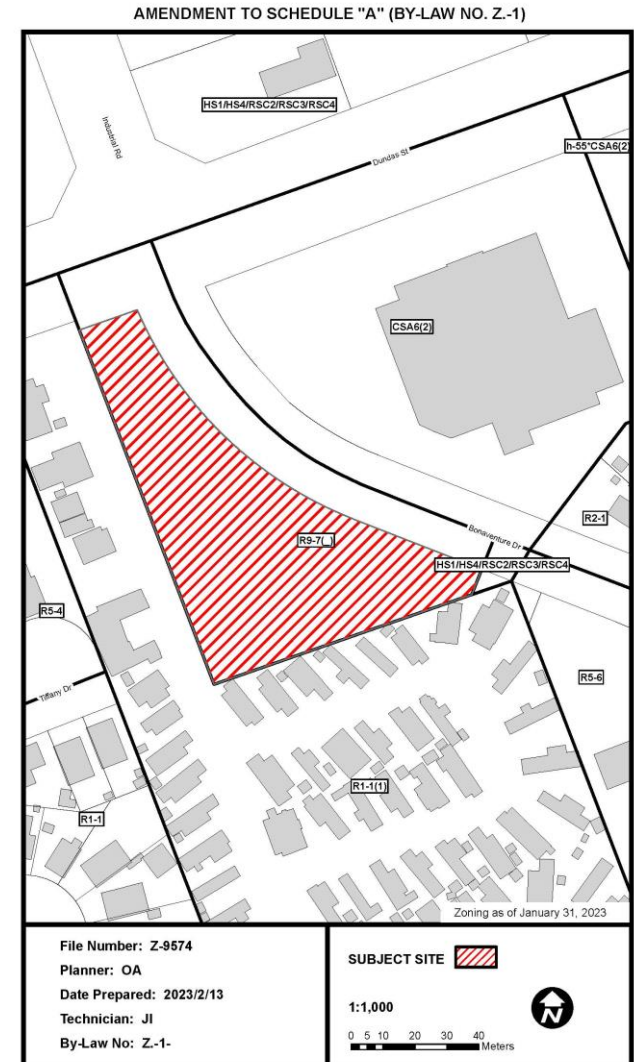 AMENDMENT TO SCHEDULE "A" (BY-LAW NO. Z.-1)
HS1/HS4/RSC2/RSC3/RSC4
Industrial Rd
Dundas St
h-55*CSA6(2)
CSA6(2)
R2-1
Bonaventure Dr
R9-7(_)
HS1/HS4/RSC2/RSC3/RSC4
R5-4
Tiffany Dr
R5-6
R1-1(1)
R1-1
Zoning as of January 31, 2023
File Number: Z-9574
Planner: OA
Date Prepared: 2023/2/13
Technician: JI
By-Law No: Z.-1-
SUBJECT SITE
1:1,000
N
0 5 10 20 30 40
Meters